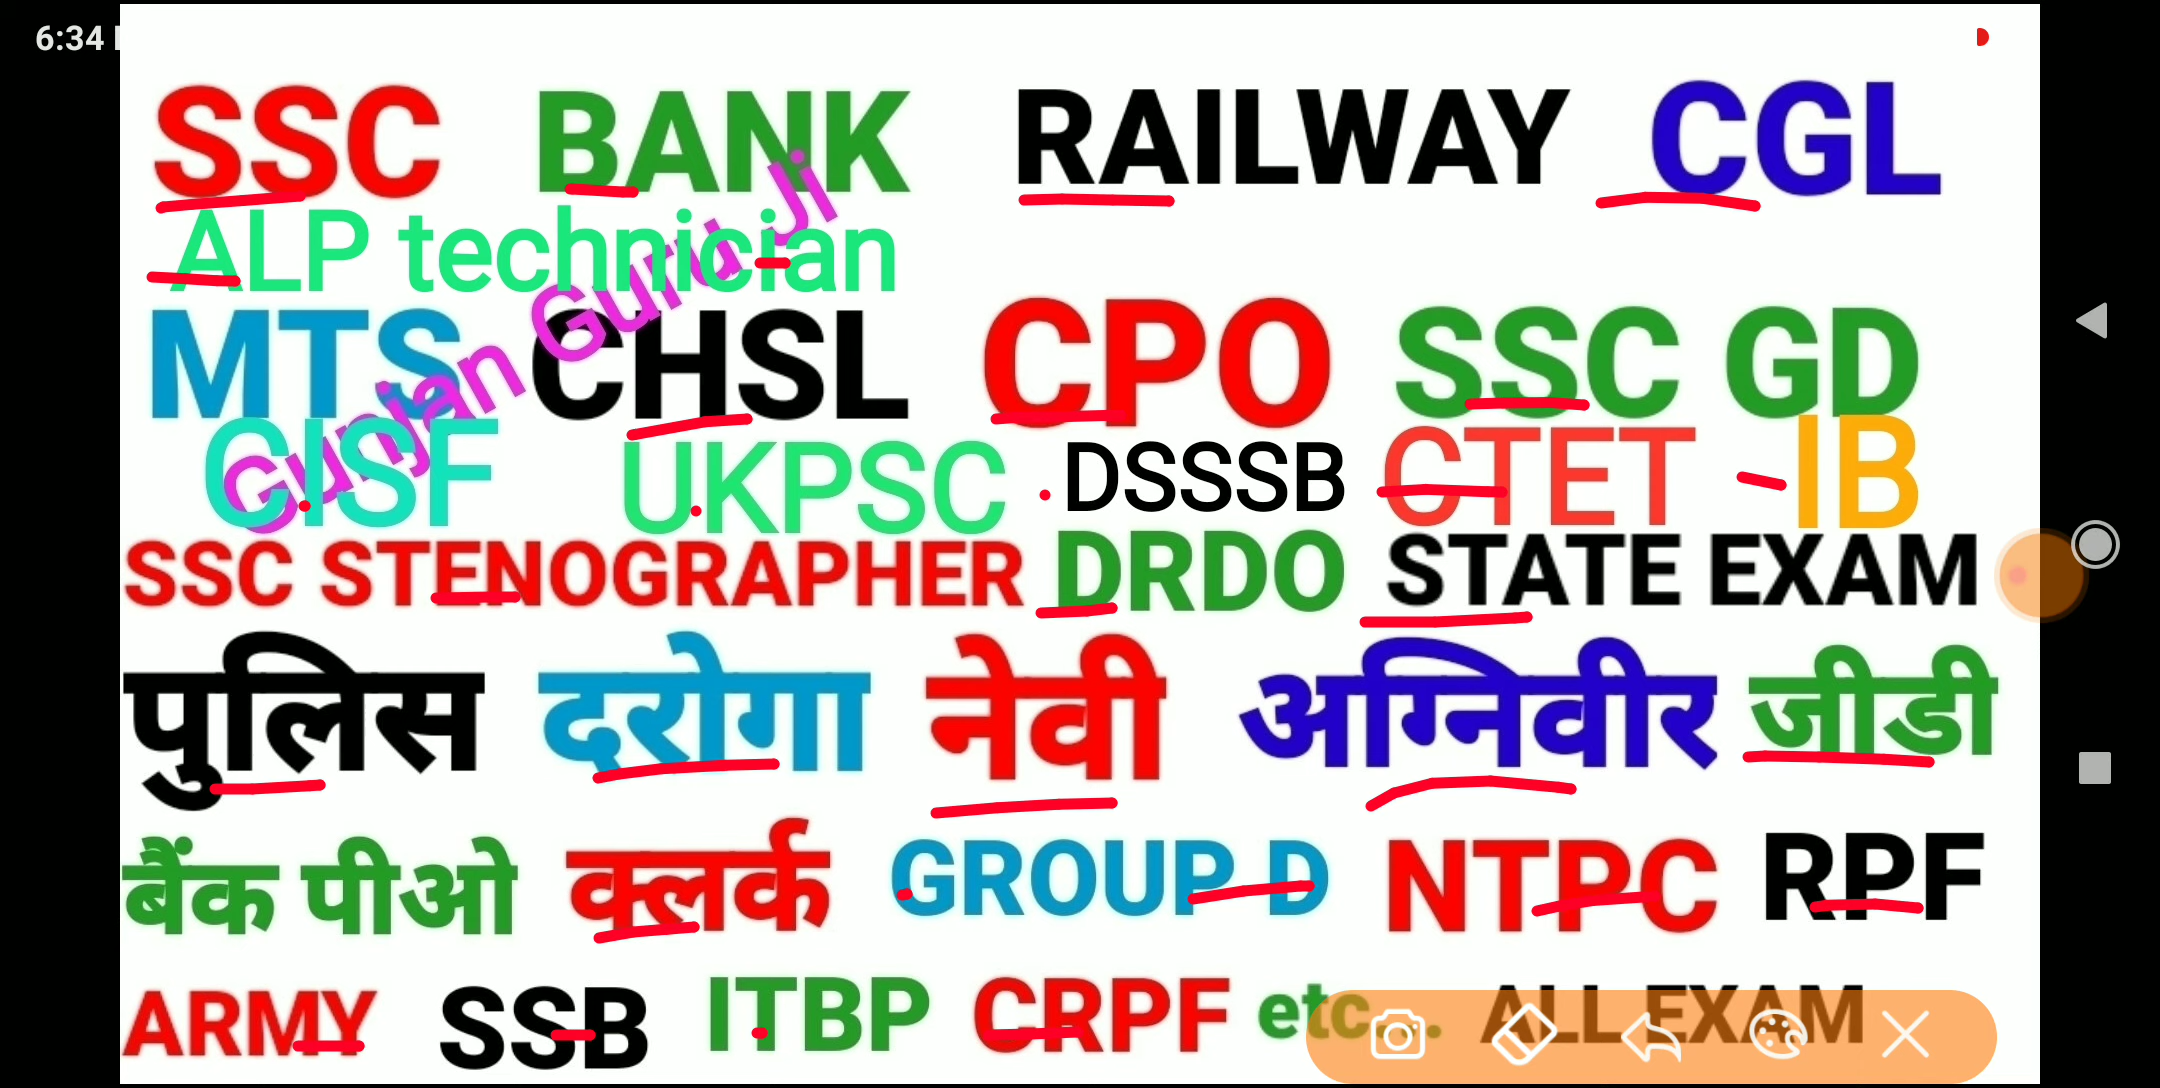 6:34
SSC BANK RAILWAY CGL
ALP technician
Gunjan Guru Ji
MTS CHSL CPO SSC GD
CISF UKPSC DSSSB CTET IB
SSC STENOGRAPHER DRDO STATE EXAM
पुलिस दरोगा नेवी अग्निवीर जीडी
बैंक पीओ क्लर्क GROUP D NTPC RPF
ARMY SSB ITBP CRPF etc... ALL EXAM